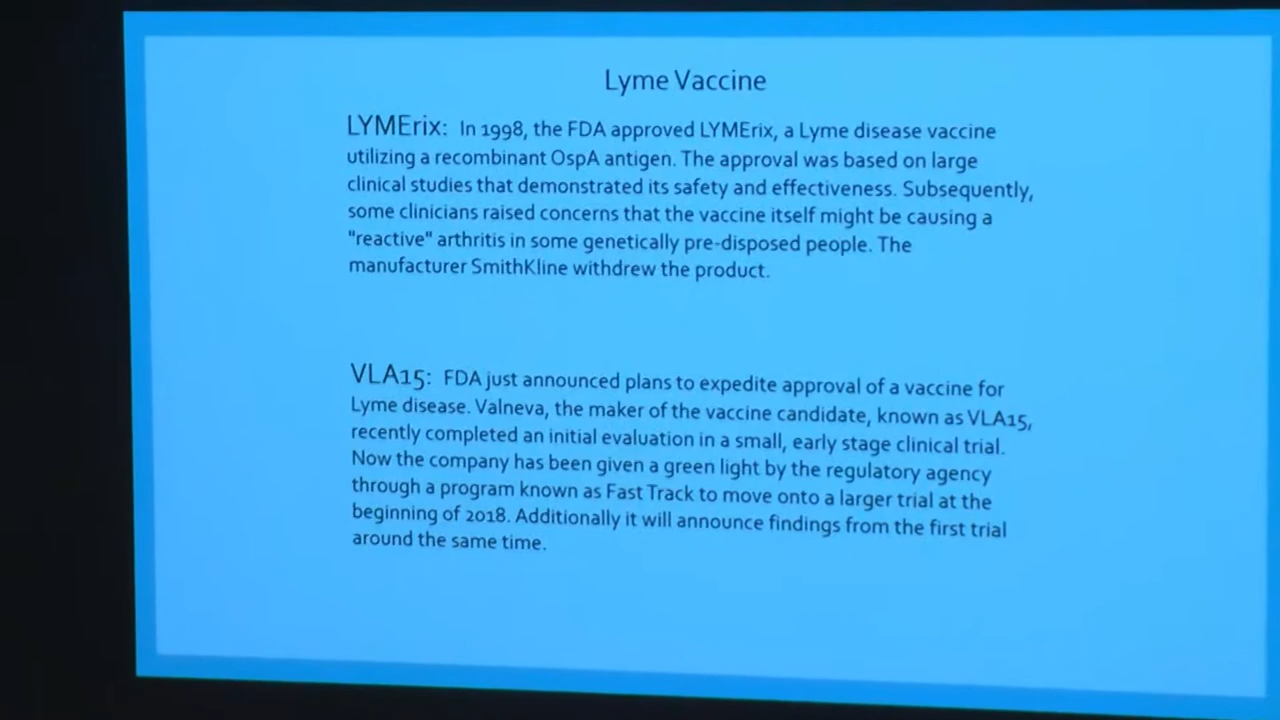 Lyme Vaccine
LYMErix: In 1998, the FDA approved LYMErix, a Lyme disease vaccine
utilizing a recombinant OspA antigen. The approval was based on large
clinical studies that demonstrated its safety and effectiveness. Subsequently,
some clinicians raised concerns that the vaccine itself might be causing a
"reactive" arthritis in some genetically pre-disposed people. The
manufacturer SmithKline withdrew the product.
VLA15: FDA just announced plans to expedite approval of a vaccine for
Lyme disease. Valneva, the maker of the vaccine candidate, known as VLA15,
recently completed an initial evaluation in a small, early stage clinical trial.
Now the company has been given a green light by the regulatory agency
through a program known as Fast Track to move onto a larger trial at the
beginning of 2018. Additionally it will announce findings from the first trial
around the same time.